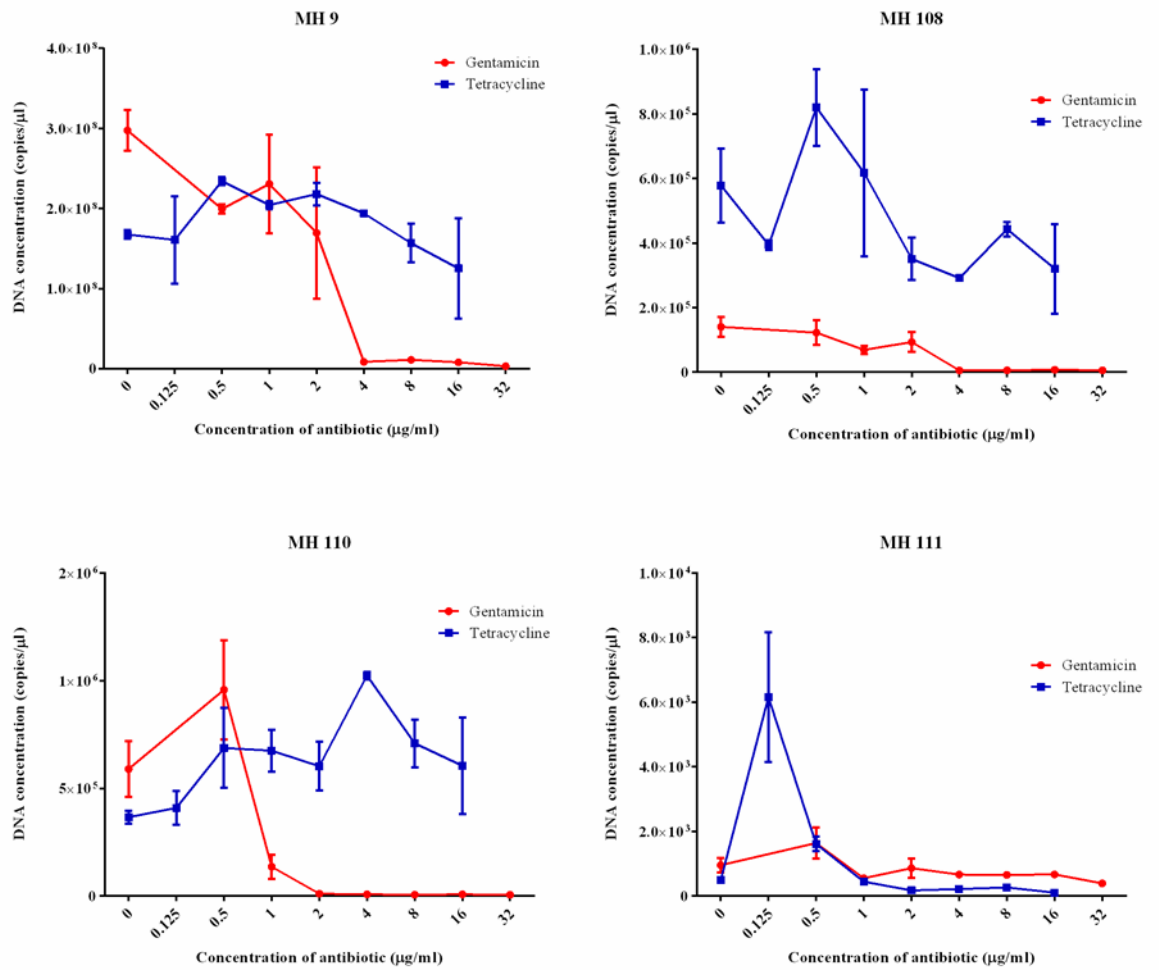 MH 9
4.0×10⁸
3.0×10⁸
2.0×10⁸
1.0×10⁸
0
DNA concentration (copies/µl)
Gentamicin
Tetracycline
0 0.125 0.5 1 2 4 8 16 32
Concentration of antibiotic (µg/ml)
MH 108
1.0×10⁶
8.0×10⁵
6.0×10⁵
4.0×10⁵
2.0×10⁵
0
DNA concentration (copies/µl)
Gentamicin
Tetracycline
0 0.125 0.5 1 2 4 8 16 32
Concentration of antibiotic (µg/ml)
MH 110
2×10⁶
1×10⁶
5×10⁵
0
DNA concentration (copies/µl)
Gentamicin
Tetracycline
0 0.125 0.5 1 2 4 8 16 32
Concentration of antibiotic (µg/ml)
MH 111
1.0×10⁴
8.0×10³
6.0×10³
4.0×10³
2.0×10³
0
DNA concentration (copies/µl)
Gentamicin
Tetracycline
0 0.125 0.5 1 2 4 8 16 32
Concentration of antibiotic (µg/ml)